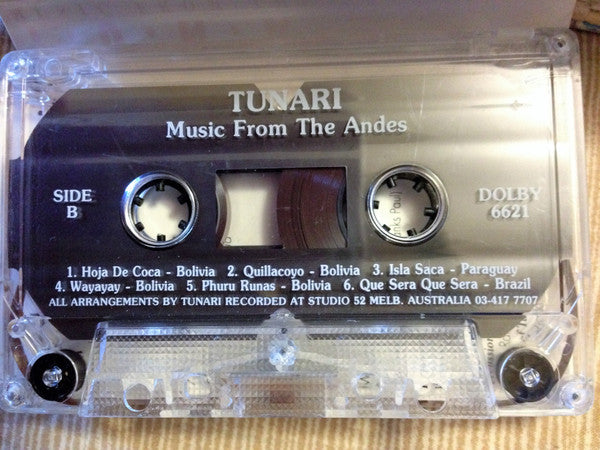 TUNARI
Music From The Andes
SIDE
B
DOLBY
6621
1. Hoja De Coca - Bolivia 2. Quillacoyo - Bolivia 3. Isla Saca - Paraguay
4. Wayayay - Bolivia 5. Phuru Runas - Bolivia 6. Que Sera Que Sera - Brazil
ALL ARRANGEMENTS BY TUNARI RECORDED AT STUDIO 52 MELB. AUSTRALIA 03-417 7707